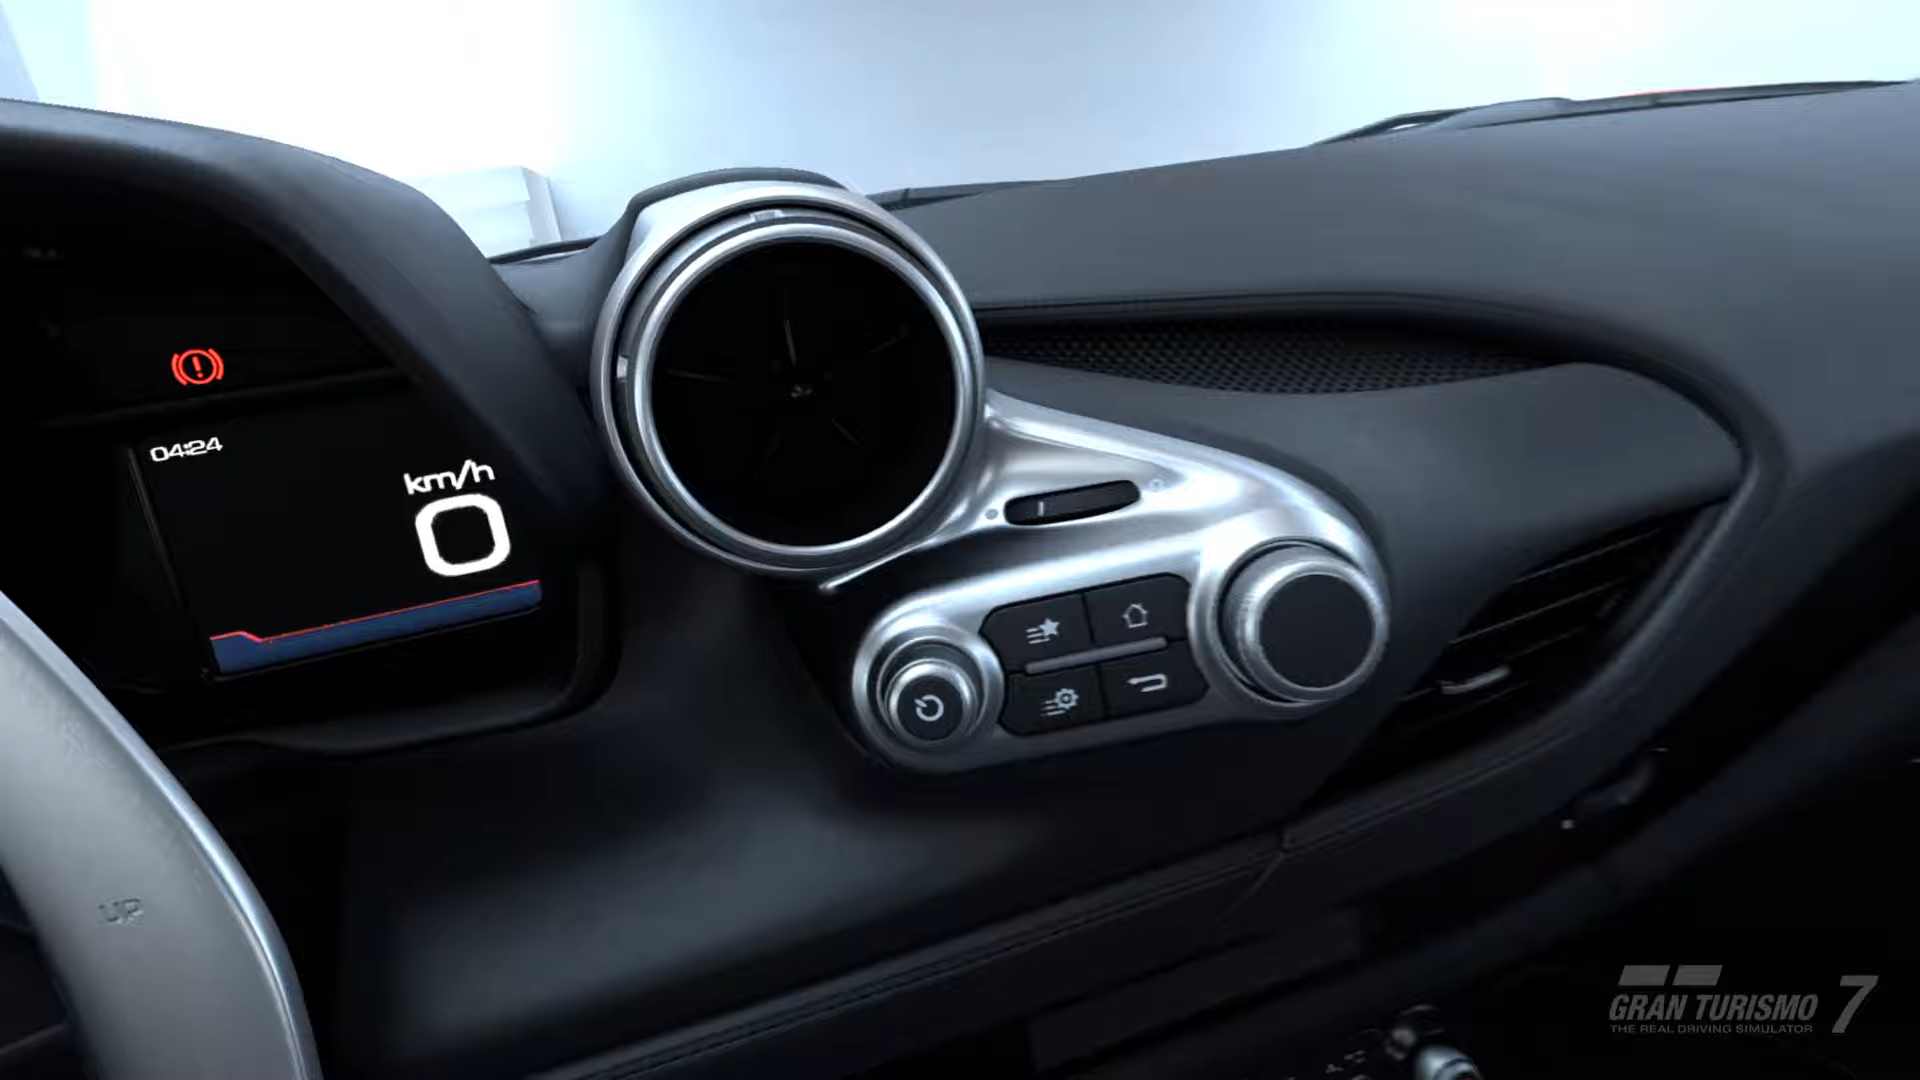 04:24
km/h
0
UP
GRAN TURISMO 7
THE REAL DRIVING SIMULATOR